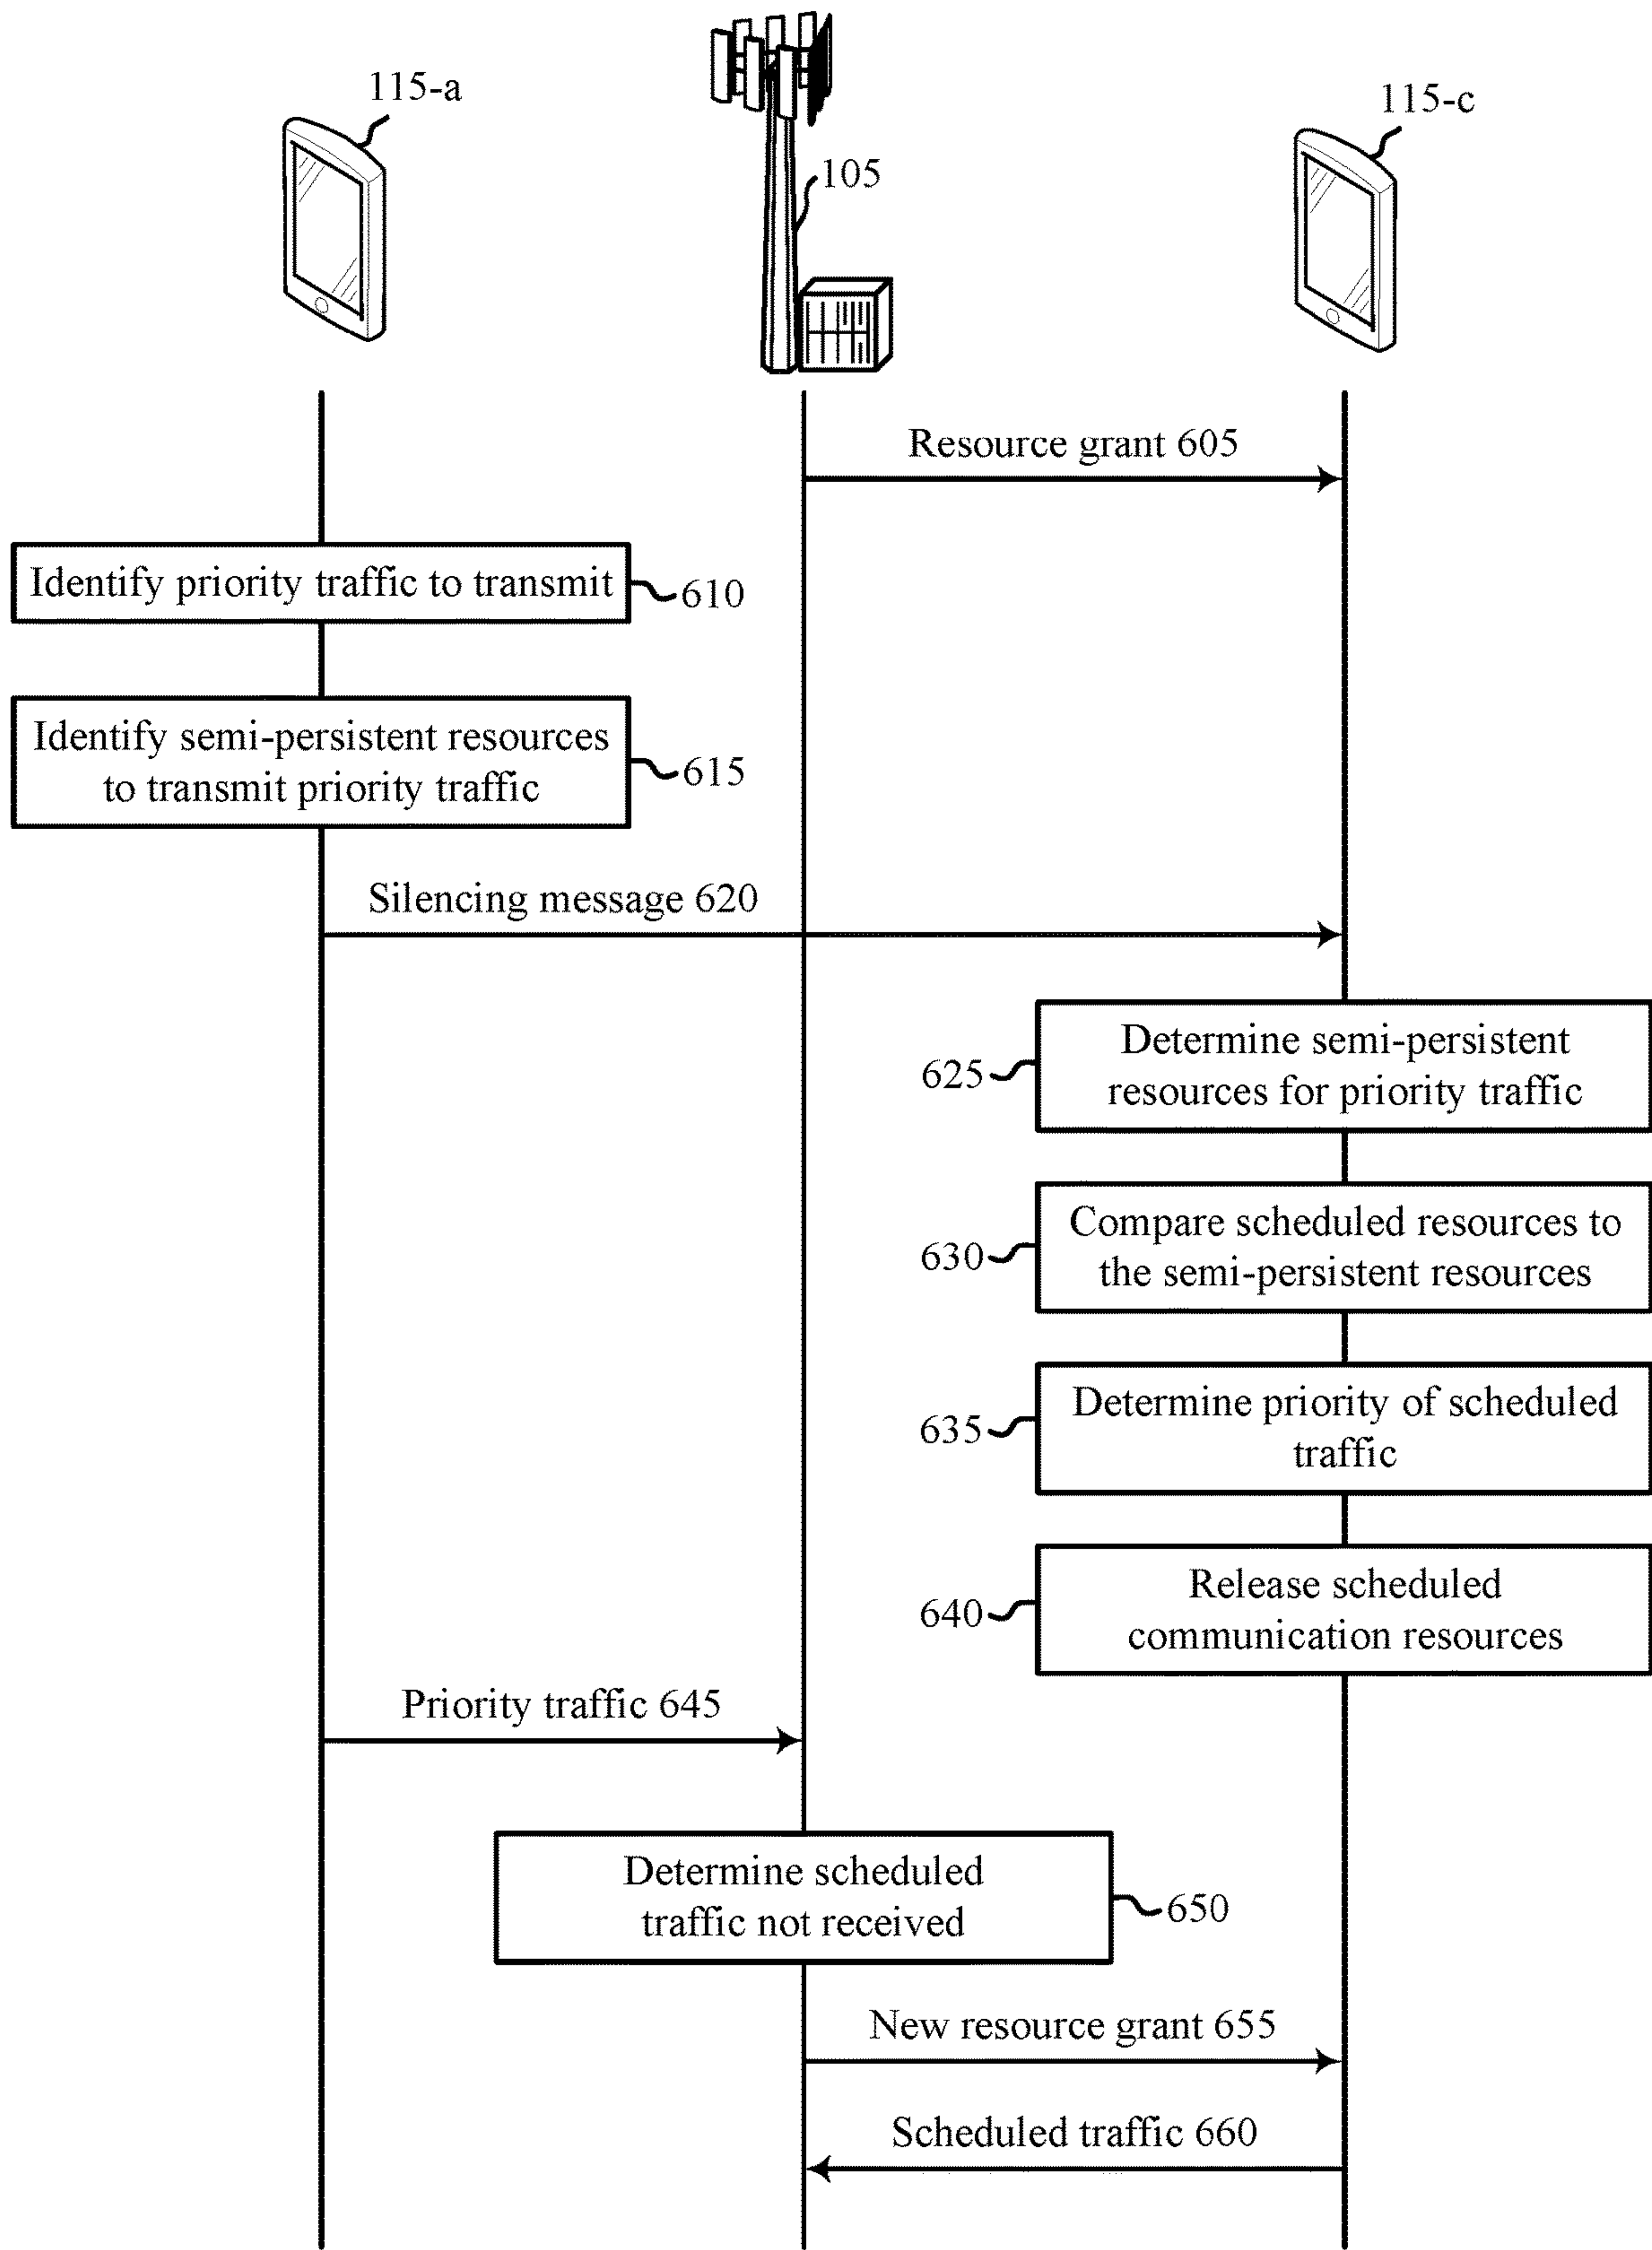 115-a
105
115-c
Resource grant 605
Identify priority traffic to transmit
610
Identify semi-persistent resources
to transmit priority traffic
615
Silencing message 620
Determine semi-persistent
resources for priority traffic
625
Compare scheduled resources to
the semi-persistent resources
630
Determine priority of scheduled
traffic
635
Release scheduled
communication resources
640
Priority traffic 645
Determine scheduled
traffic not received
650
New resource grant 655
Scheduled traffic 660